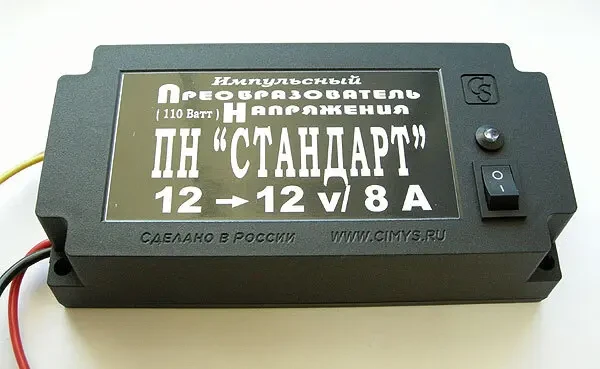 Импульсный
Преобразователь
( 110 Ватт ) Напряжения
ПН “СТАНДАРТ”
12 → 12 v/ 8 А
CS
O
I
Сделано в России
WWW.CIMYS.RU